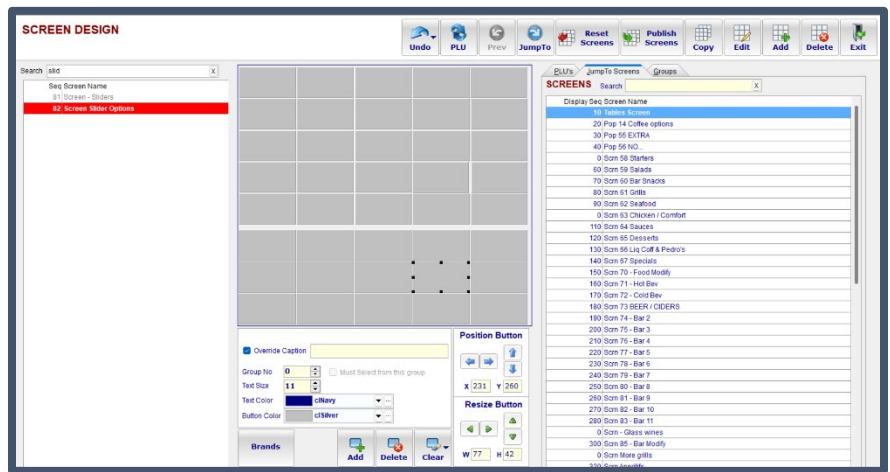 SCREEN DESIGN
Undo
PLU
Prev
JumpTo
Reset Screens
Publish Screens
Copy
Edit
Add
Delete
Exit
Search slid X
Seq Screen Name
81 Screen - Sliders
82 Screen Slider Options
Override Caption
Group No 0
Must Select from this group
Text Size 11
Text Color clNavy
Button Color clSilver
Brands
Add
Delete
Clear
Position Button
X 231 Y 260
Resize Button
W 77 H 42
PLU's JumpTo Screens Groups
SCREENS Search X
Display Seq Screen Name
10 Tables Screen
20 Pop 14 Coffee options
30 Pop 55 EXTRA
40 Pop 56 NO...
0 Scrn 58 Starters
60 Scrn 59 Salads
70 Scrn 60 Bar Snacks
80 Scrn 61 Grills
90 Scrn 62 Seafood
0 Scrn 63 Chicken / Comfort
110 Scrn 64 Sauces
120 Scrn 65 Desserts
130 Scrn 66 Liq Coff & Pedro's
140 Scrn 67 Specials
150 Scrn 70 - Food Modify
160 Scrn 71 - Hot Bev
170 Scrn 72 - Cold Bev
180 Scrn 73 BEER / CIDERS
190 Scrn 74 - Bar 2
200 Scrn 75 - Bar 3
210 Scrn 76 - Bar 4
220 Scrn 77 - Bar 5
230 Scrn 78 - Bar 6
240 Scrn 79 - Bar 7
250 Scrn 80 - Bar 8
260 Scrn 81 - Bar 9
270 Scrn 82 - Bar 10
280 Scrn 83 - Bar 11
0 Scrn - Glass wines
300 Scrn 85 - Bar Modify
0 Scrn More grills
320 Scrn Aperitifs